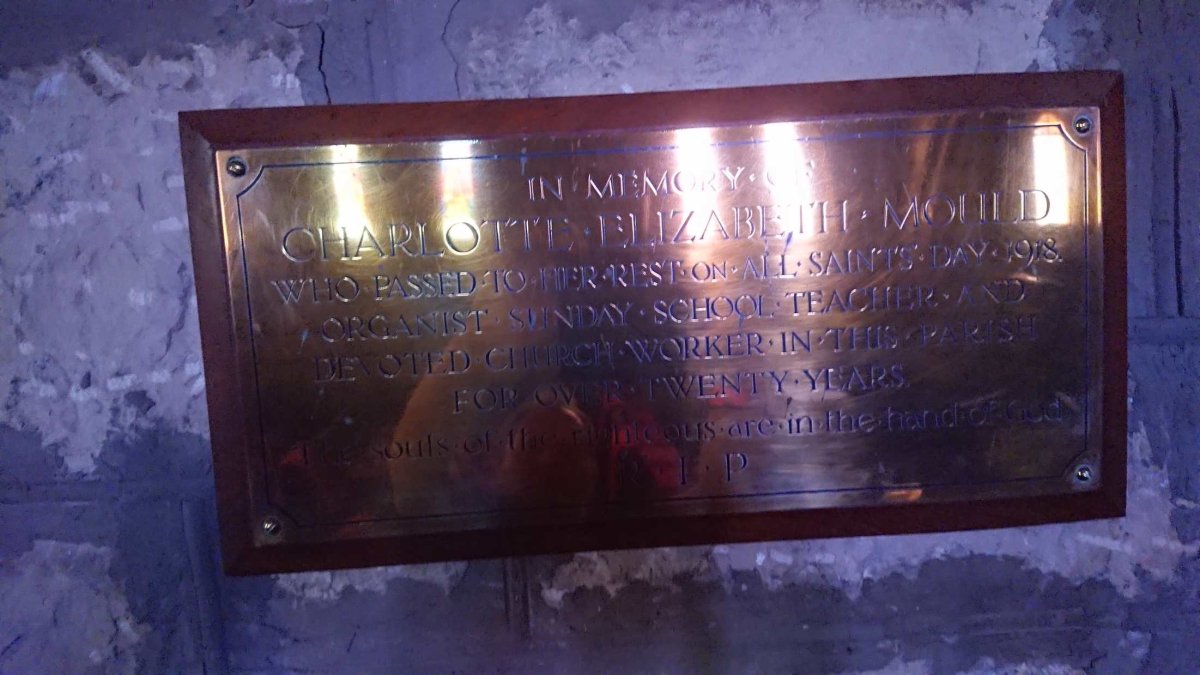 IN · MEMORY · OF
CHARLOTTE · ELIZABETH · MOULD
WHO · PASSED · TO · HER · REST · ON · ALL · SAINTS' · DAY · 1918.
ORGANIST · SUNDAY · SCHOOL · TEACHER · AND
DEVOTED · CHURCH · WORKER · IN · THIS · PARISH
FOR · OVER · TWENTY · YEARS.
The · souls · of · the · righteous · are · in · the · hand · of · God
R · I · P